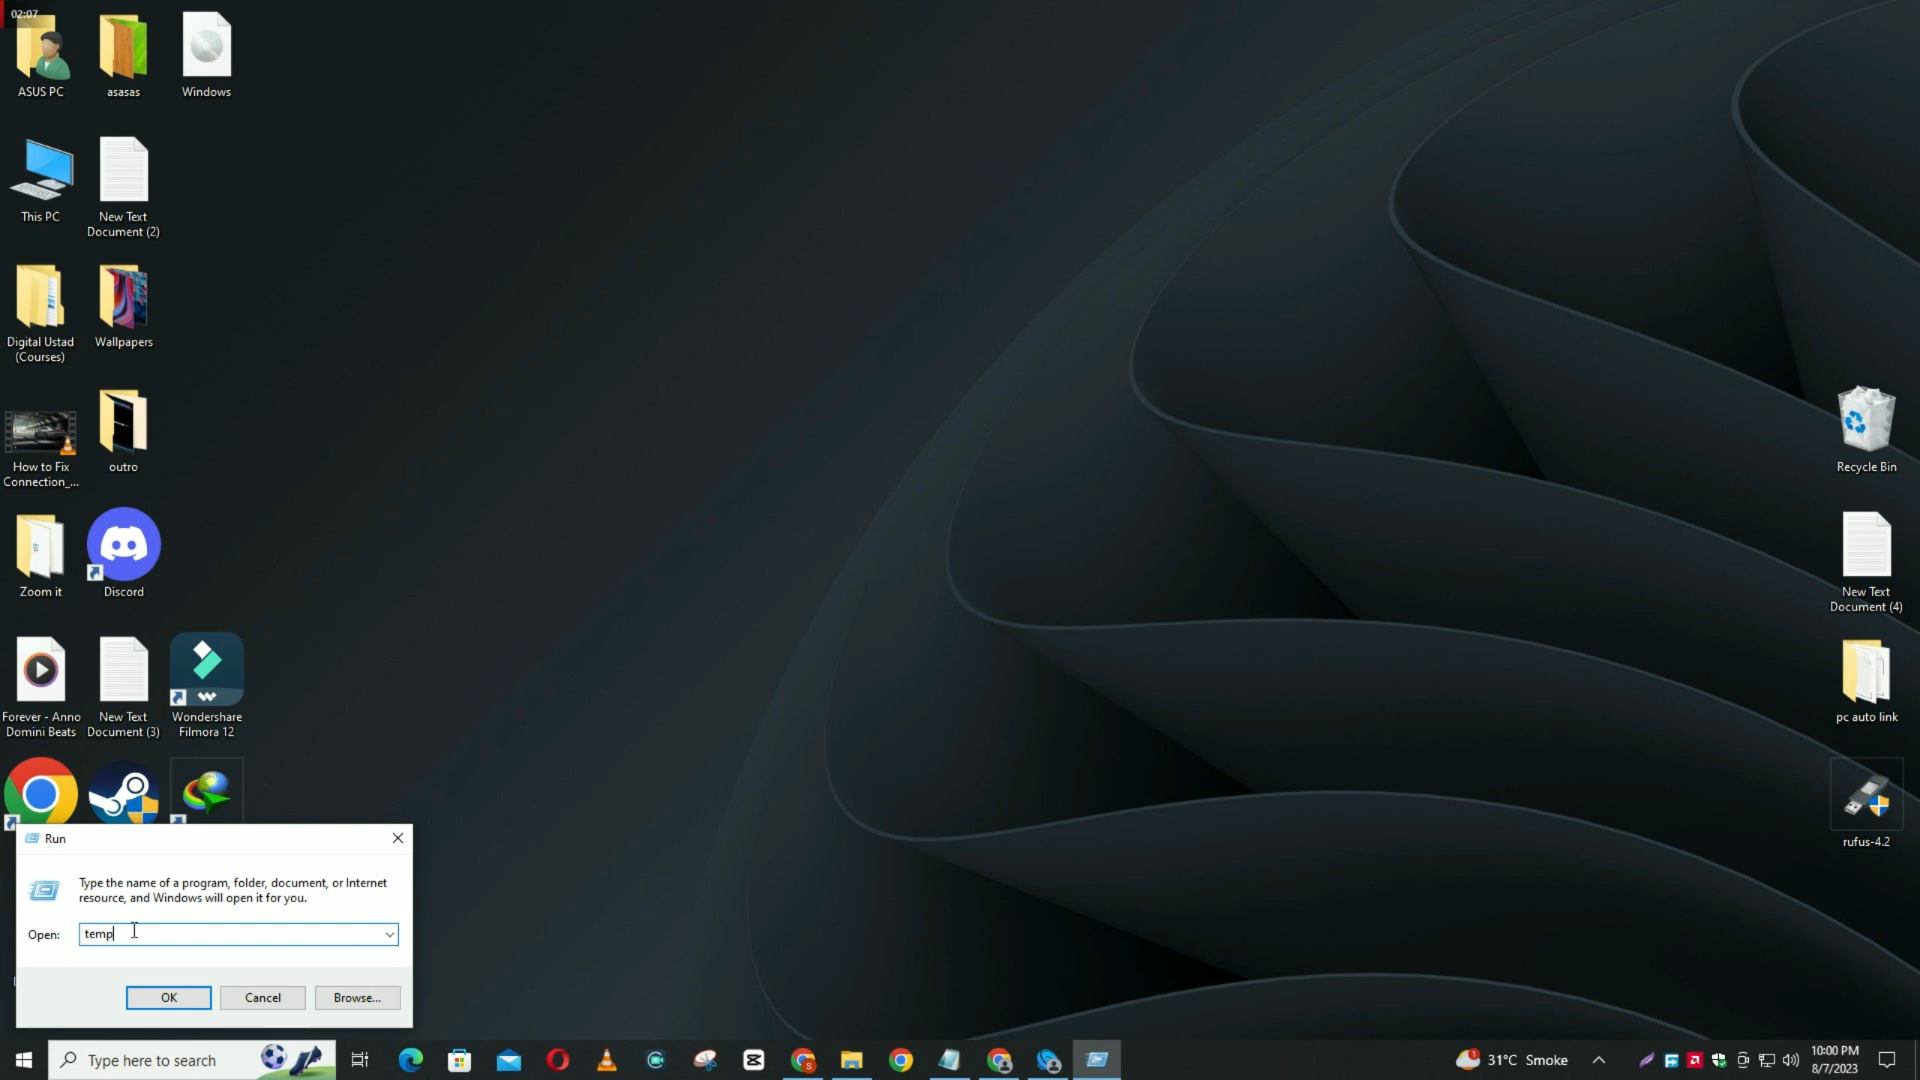 02:07
ASUS PC
asasas
Windows
This PC
New Text
Document (2)
Digital Ustad
(Courses)
Wallpapers
How to Fix
Connection_...
outro
Zoom it
Discord
Forever - Anno
Domini Beats
New Text
Document (3)
Wondershare
Filmora 12
Recycle Bin
New Text
Document (4)
pc auto link
rufus-4.2
Run
Type the name of a program, folder, document, or Internet
resource, and Windows will open it for you.
Open:
temp
OK
Cancel
Browse...
Type here to search
31°C Smoke
10:00 PM
8/7/2023